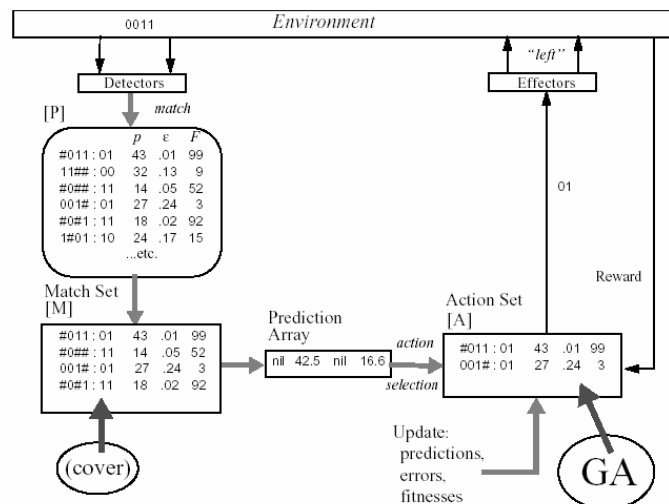 0011
Environment
"left"
Detectors
Effectors
match
[P]
p ε F
#011 : 01 43 .01 99
11## : 00 32 .13 9
#0## : 11 14 .05 52
001# : 01 27 .24 3
#0#1 : 11 18 .02 92
1#01 : 10 24 .17 15
...etc.
01
Reward
Match Set
[M]
#011 : 01 43 .01 99
#0## : 11 14 .05 52
001# : 01 27 .24 3
#0#1 : 11 18 .02 92
Prediction
Array
nil 42.5 nil 16.6
action
selection
Action Set
[A]
#011 : 01 43 .01 99
001# : 01 27 .24 3
(cover)
Update:
predictions,
errors,
fitnesses
GA